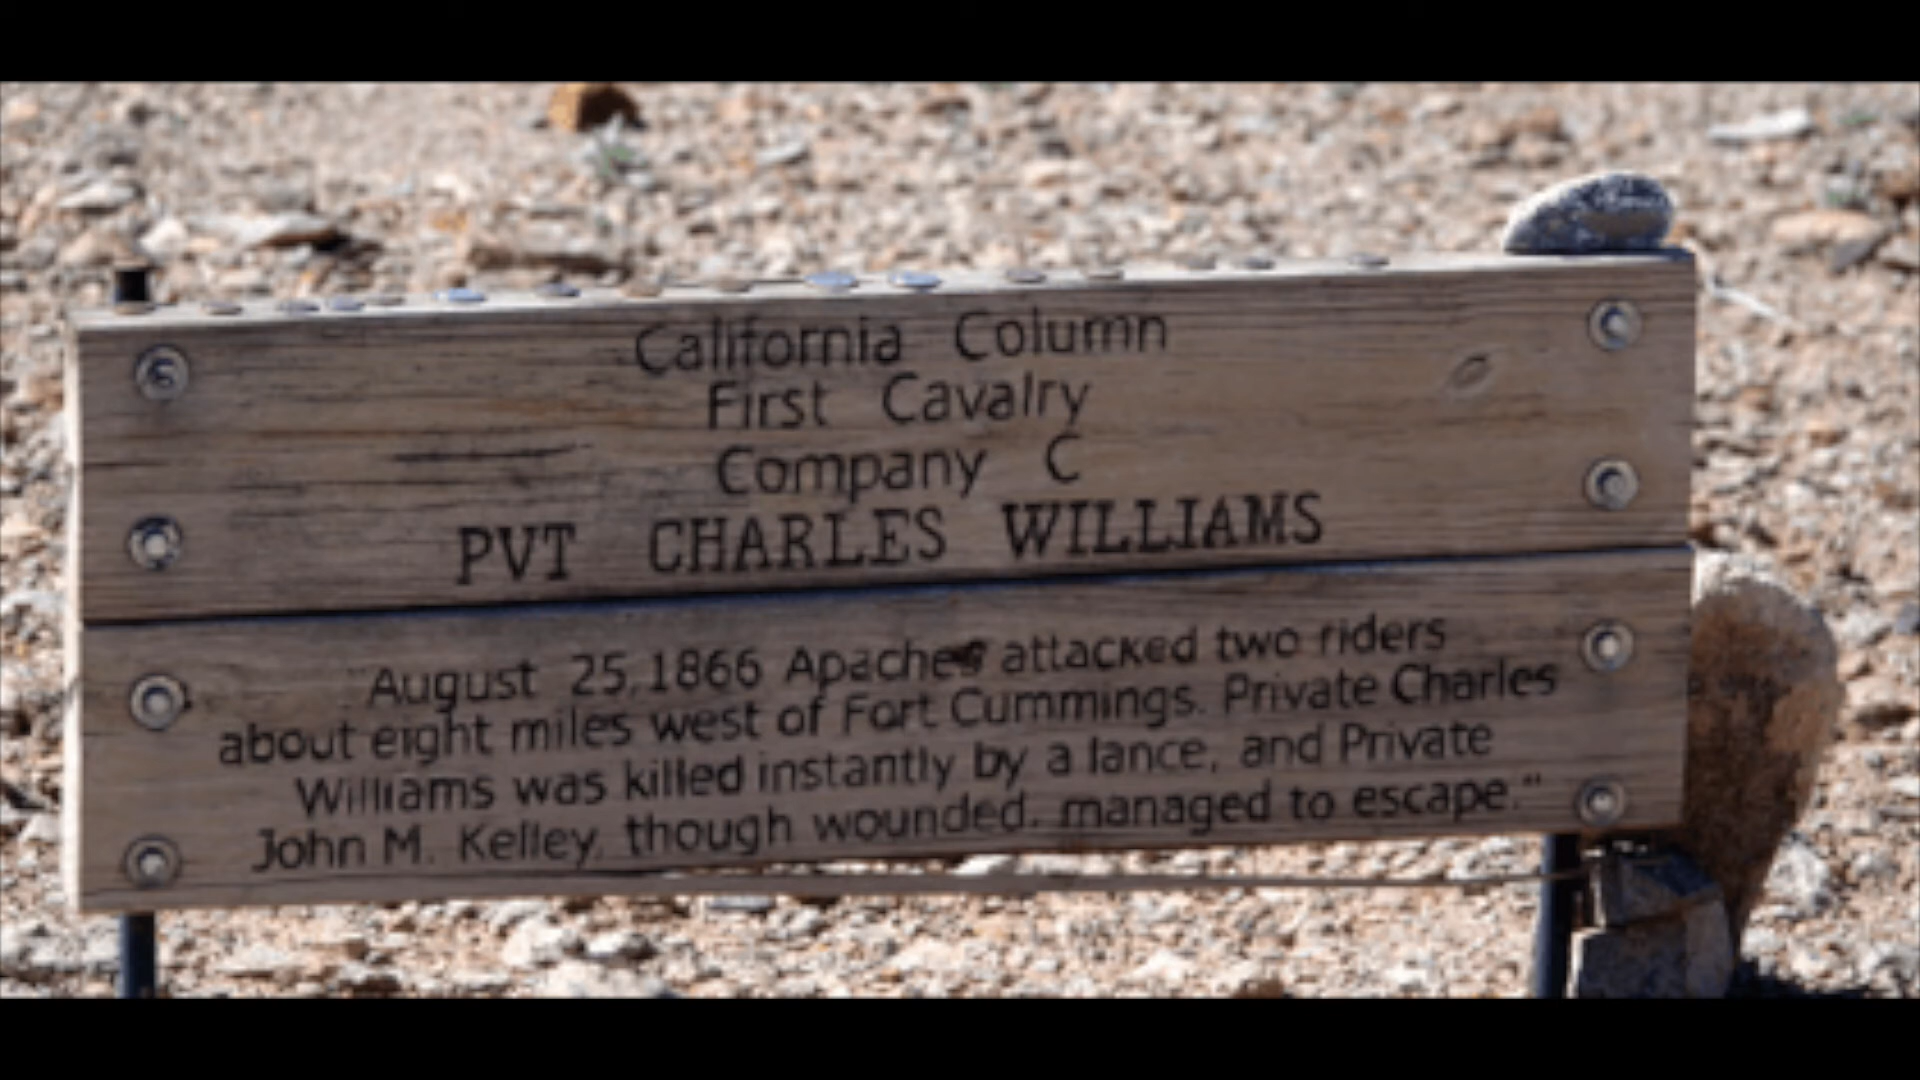 California Column
First Cavalry
Company C
PVT CHARLES WILLIAMS
"August 25, 1866 Apaches attacked two riders
about eight miles west of Fort Cummings. Private Charles
Williams was killed instantly by a lance, and Private
John M. Kelley, though wounded, managed to escape."